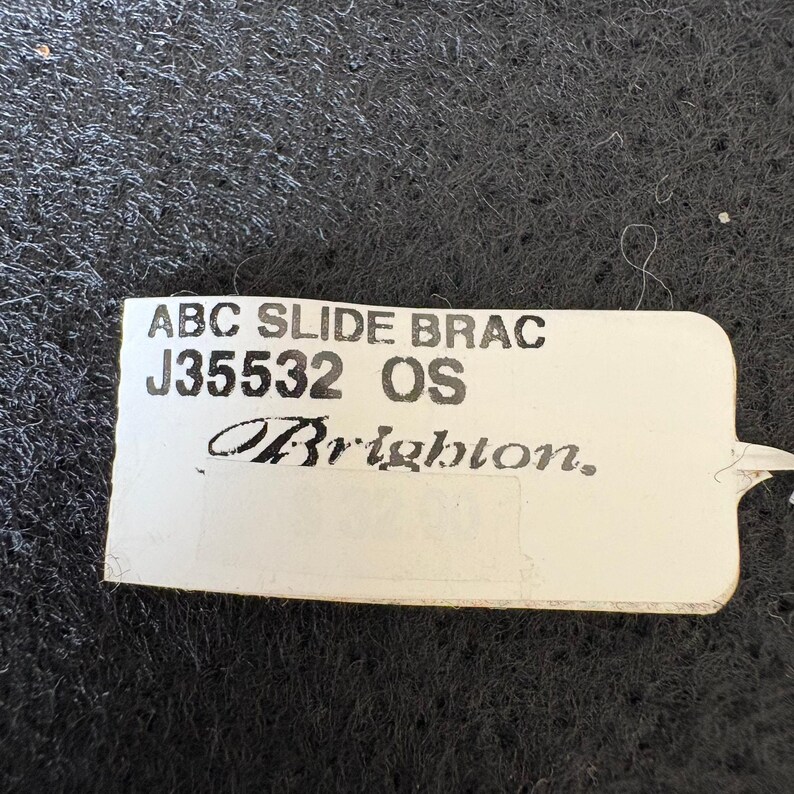 ABC SLIDE BRAC
J35532 OS
Brighton.